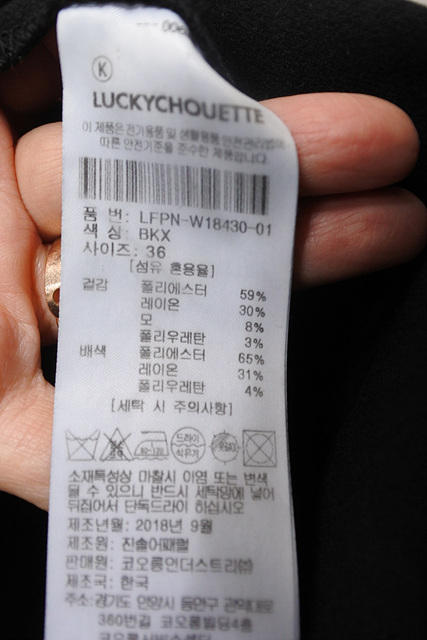 K
LUCKYCHOUETTE
이 제품은 전기용품 및 생활용품 안전관리법에
따른 안전기준을 준수한 제품입니다.
품 번: LFPN-W18430-01
색 상: BKX
사이즈: 36
[섬유 혼용율]
겉감 폴리에스터 59%
레이온 30%
모 8%
폴리우레탄 3%
배색 폴리에스터 65%
레이온 31%
폴리우레탄 4%
[세탁 시 주의사항]
드라이
석유계
소재특성상 마찰시 이염 또는 변색
될 수 있으니 반드시 세탁망에 넣어
뒤집어서 단독드라이 하십시오
제조년월: 2018년 9월
제조원: 진솔어패럴
판매원: 코오롱인더스트리㈜
제조국: 한국
주소: 경기도 안양시 동안구 관악대로
360번길 코오롱빌딩4층